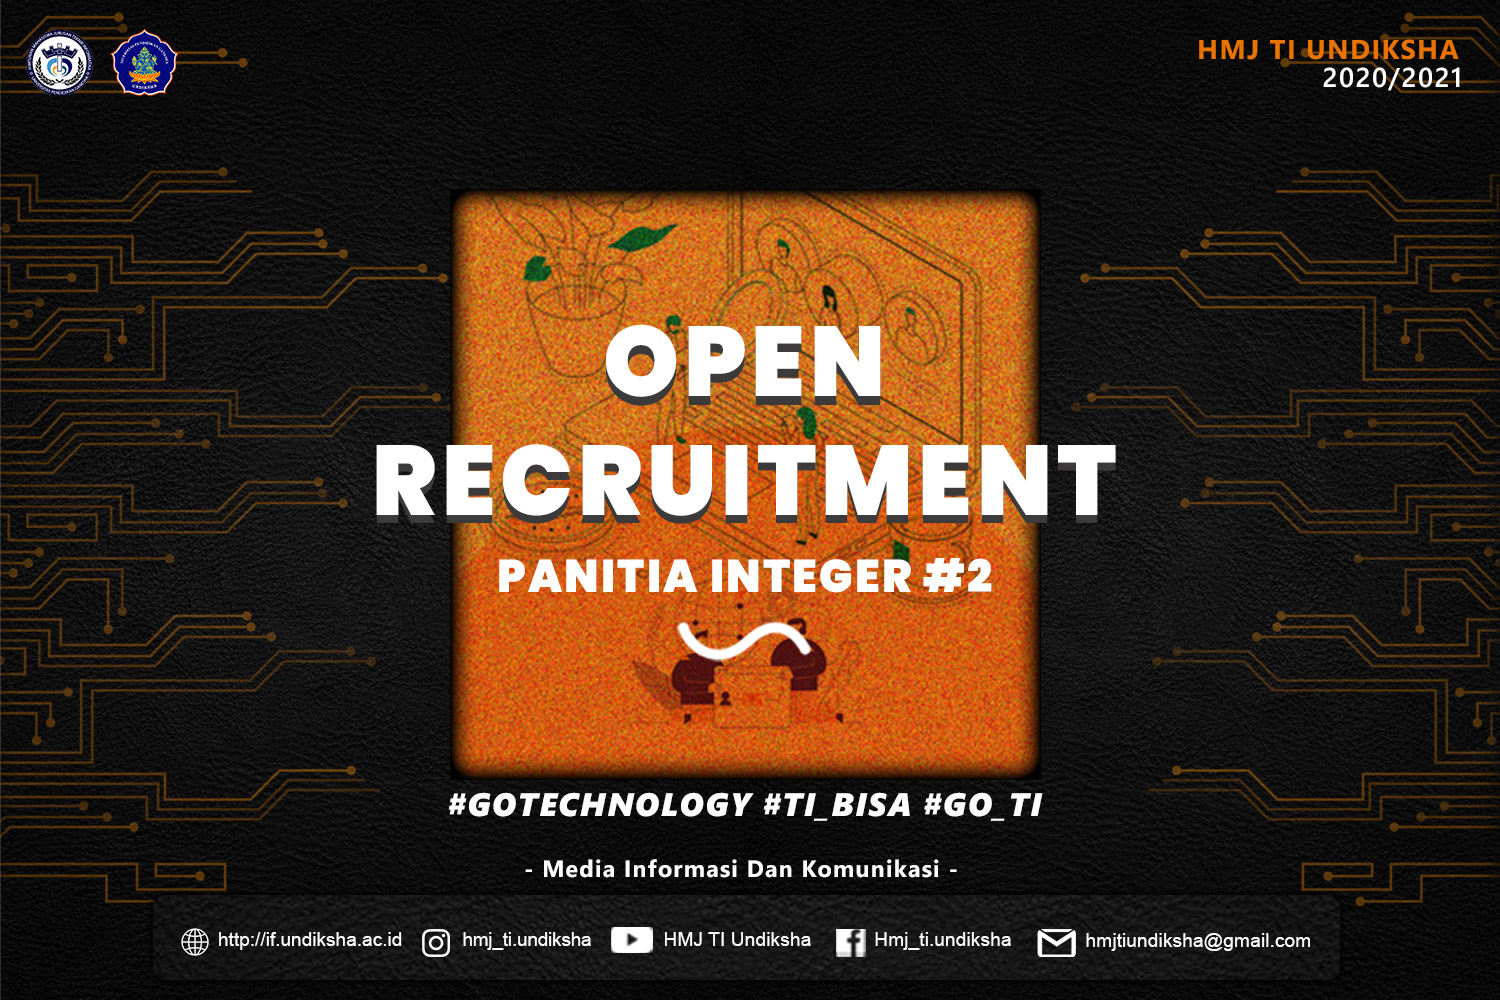 HMJ TI UNDIKSHA
2020/2021
OPEN
RECRUITMENT
PANITIA INTEGER #2
#GOTECHNOLOGY #TI_BISA #GO_TI
- Media Informasi Dan Komunikasi -
http://if.undiksha.ac.id
hmj_ti.undiksha
HMJ TI Undiksha
Hmj_ti.undiksha
hmjtiundiksha@gmail.com